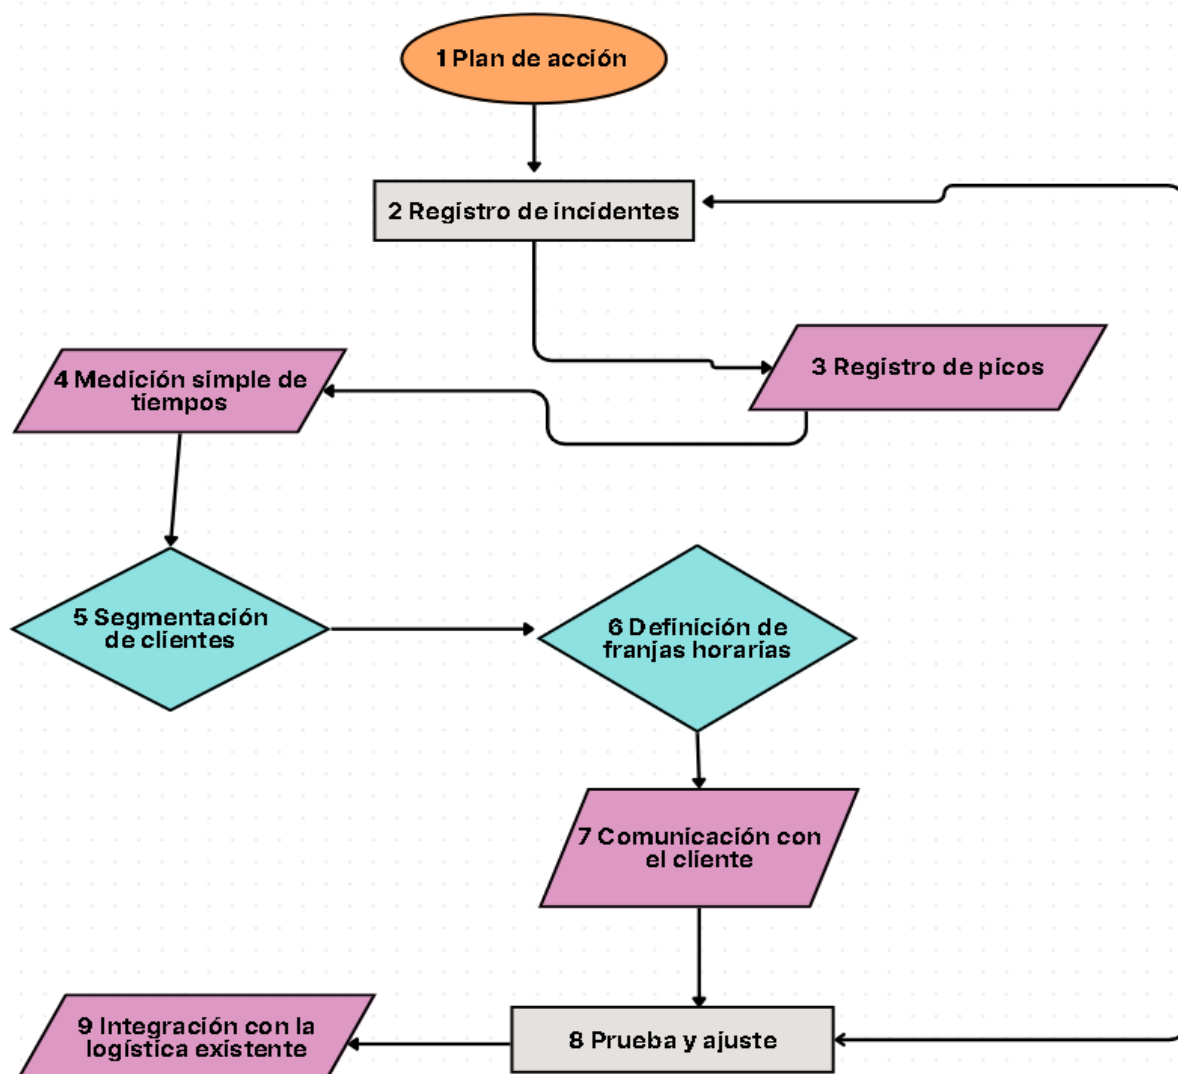 1 Plan de acción
2 Registro de incidentes
3 Registro de picos
4 Medición simple de
tiempos
5 Segmentación
de clientes
6 Definición de
franjas horarias
7 Comunicación con
el cliente
8 Prueba y ajuste
9 Integración con la
logística existente